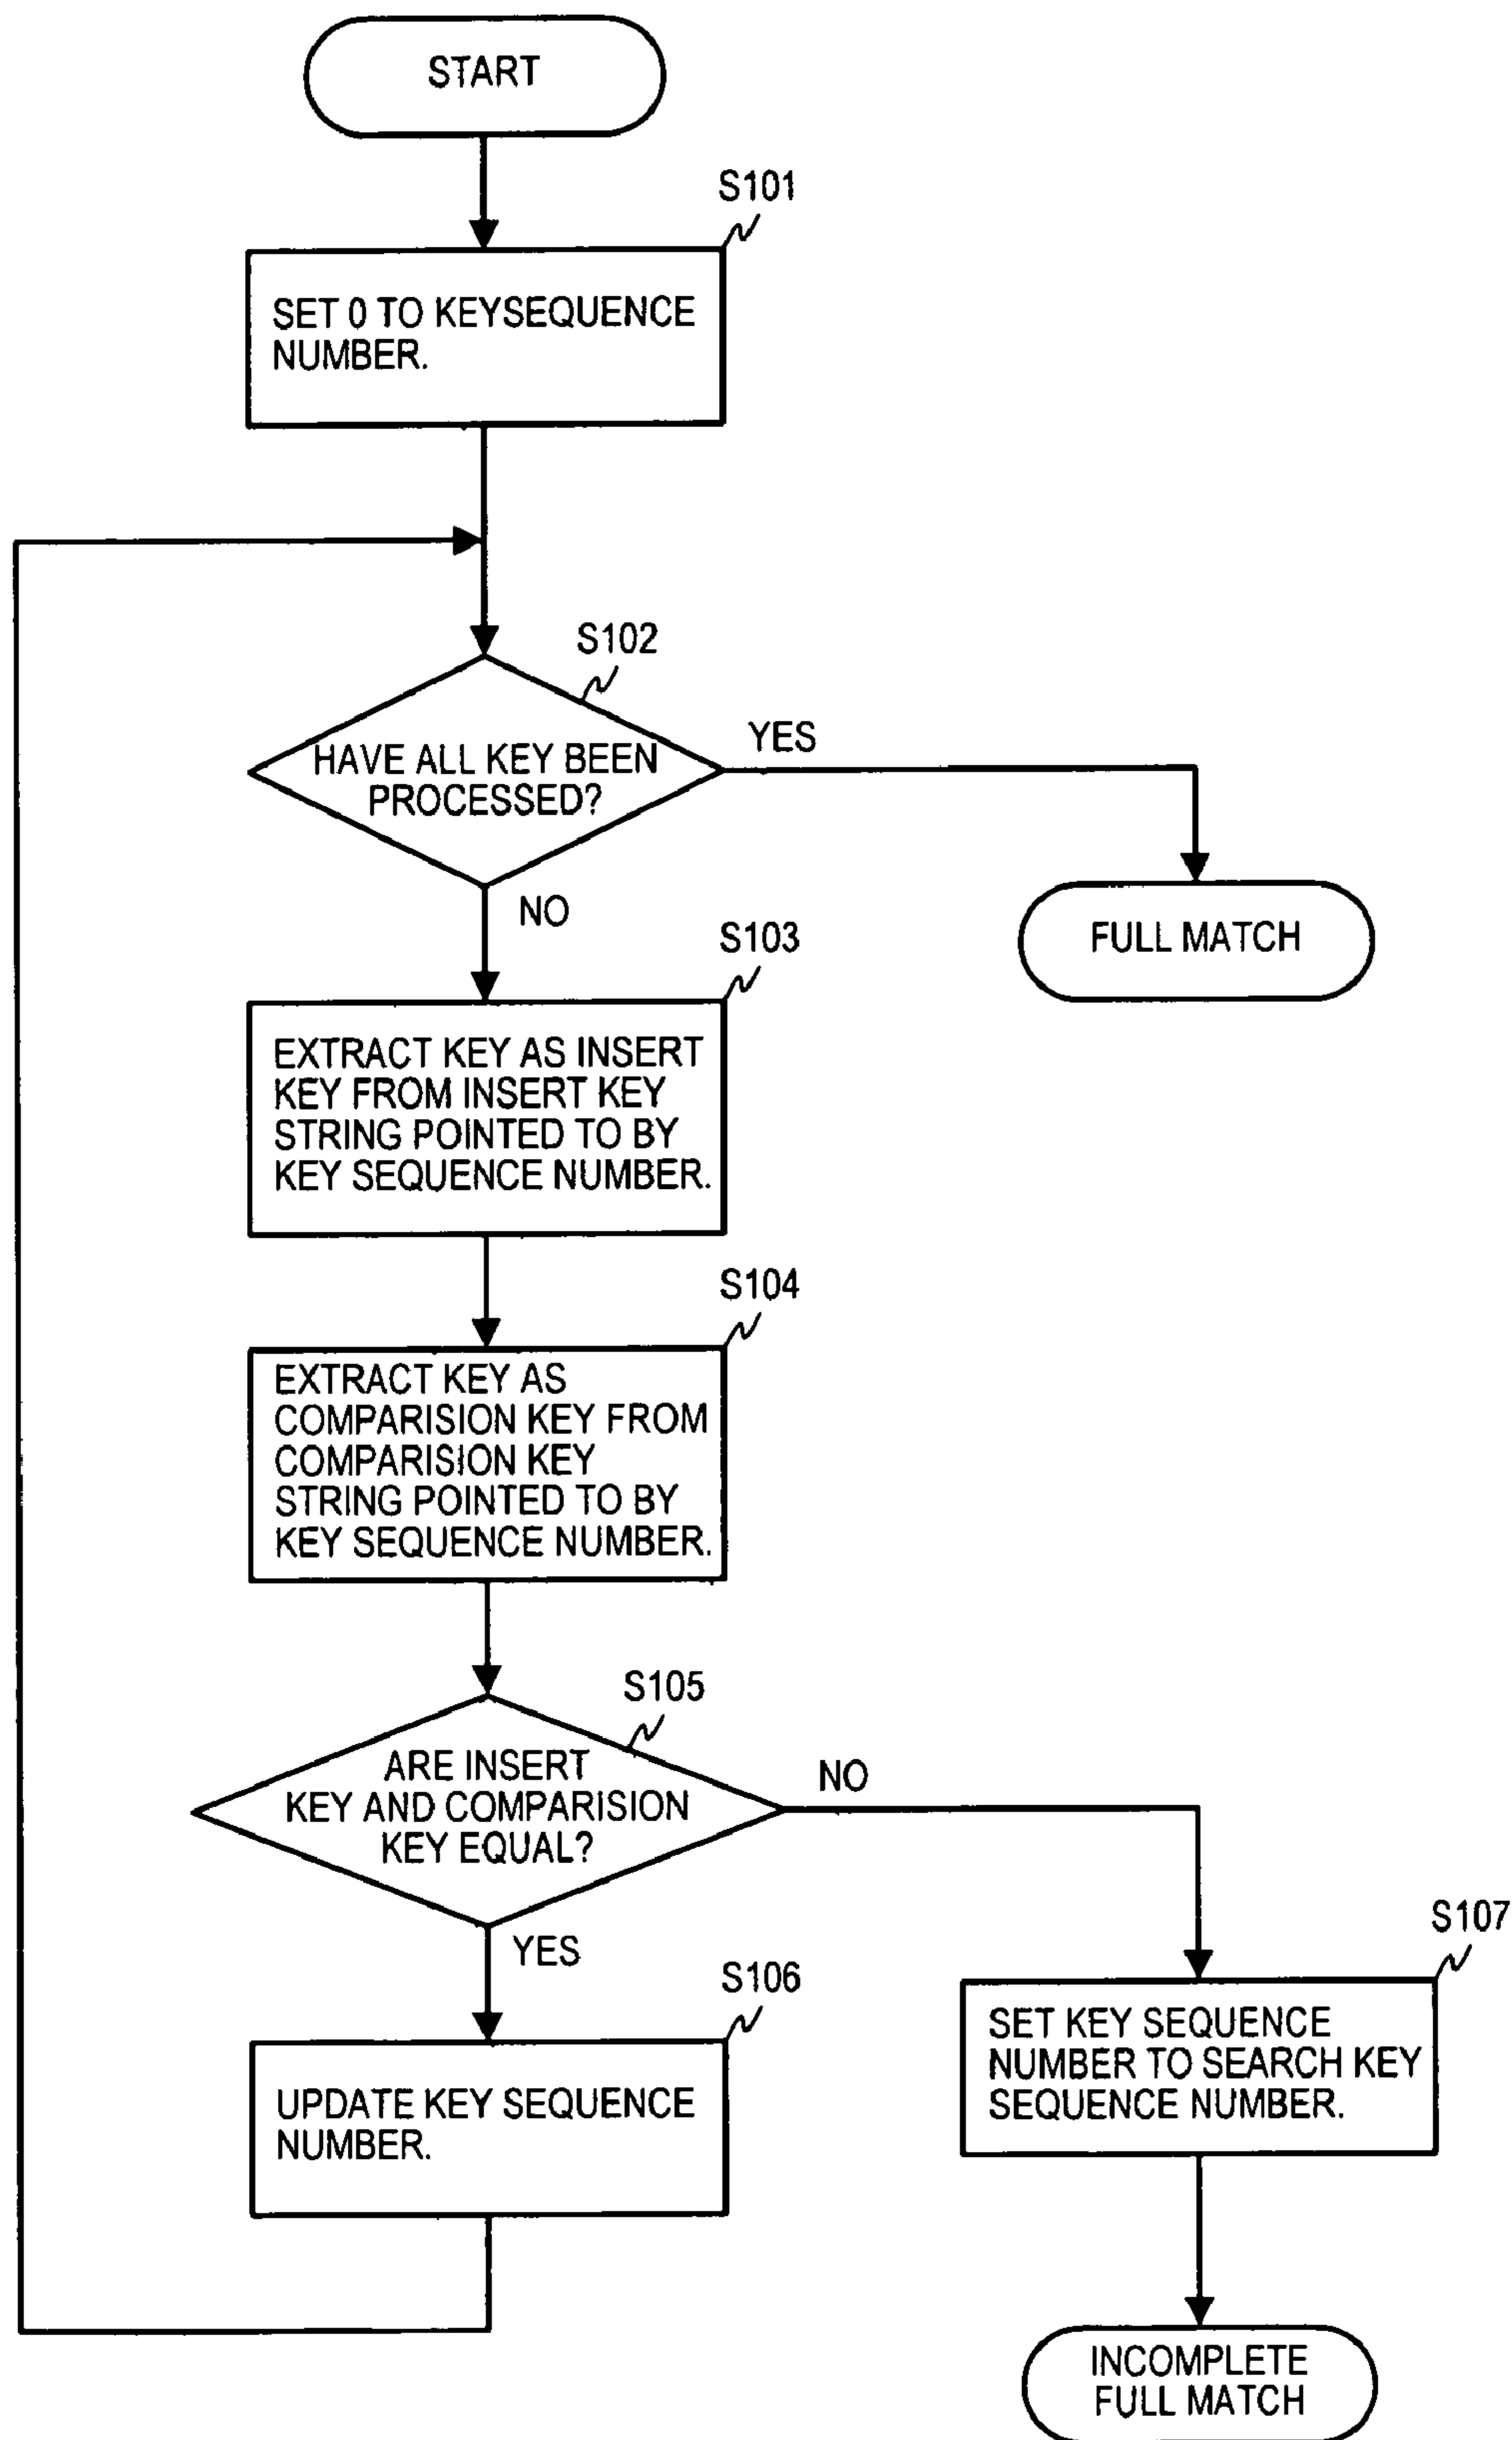 START
S101
SET 0 TO KEYSEQUENCE
NUMBER.
S102
HAVE ALL KEY BEEN
PROCESSED?
YES
NO
FULL MATCH
S103
EXTRACT KEY AS INSERT
KEY FROM INSERT KEY
STRING POINTED TO BY
KEY SEQUENCE NUMBER.
S104
EXTRACT KEY AS
COMPARISION KEY FROM
COMPARISION KEY
STRING POINTED TO BY
KEY SEQUENCE NUMBER.
S105
ARE INSERT
KEY AND COMPARISION
KEY EQUAL?
NO
YES
S106
UPDATE KEY SEQUENCE
NUMBER.
S107
SET KEY SEQUENCE
NUMBER TO SEARCH KEY
SEQUENCE NUMBER.
INCOMPLETE
FULL MATCH